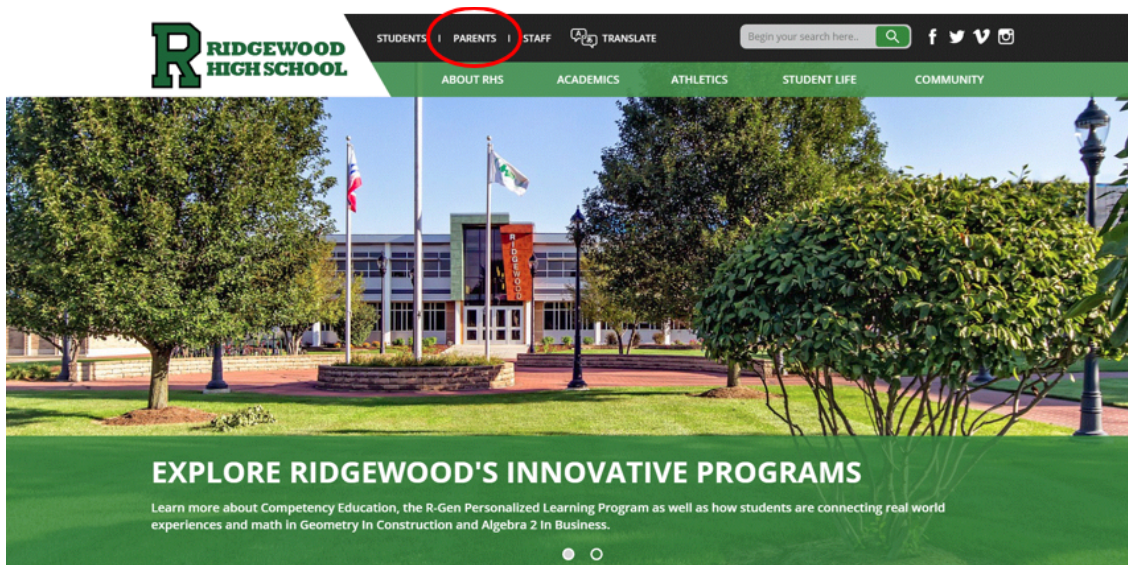 RIDGEWOOD
HIGH SCHOOL
STUDENTS | PARENTS | STAFF TRANSLATE Begin your search here..
ABOUT RHS ACADEMICS ATHLETICS STUDENT LIFE COMMUNITY
RIDGEWOOD
EXPLORE RIDGEWOOD'S INNOVATIVE PROGRAMS
Learn more about Competency Education, the R-Gen Personalized Learning Program as well as how students are connecting real world
experiences and math in Geometry In Construction and Algebra 2 In Business.